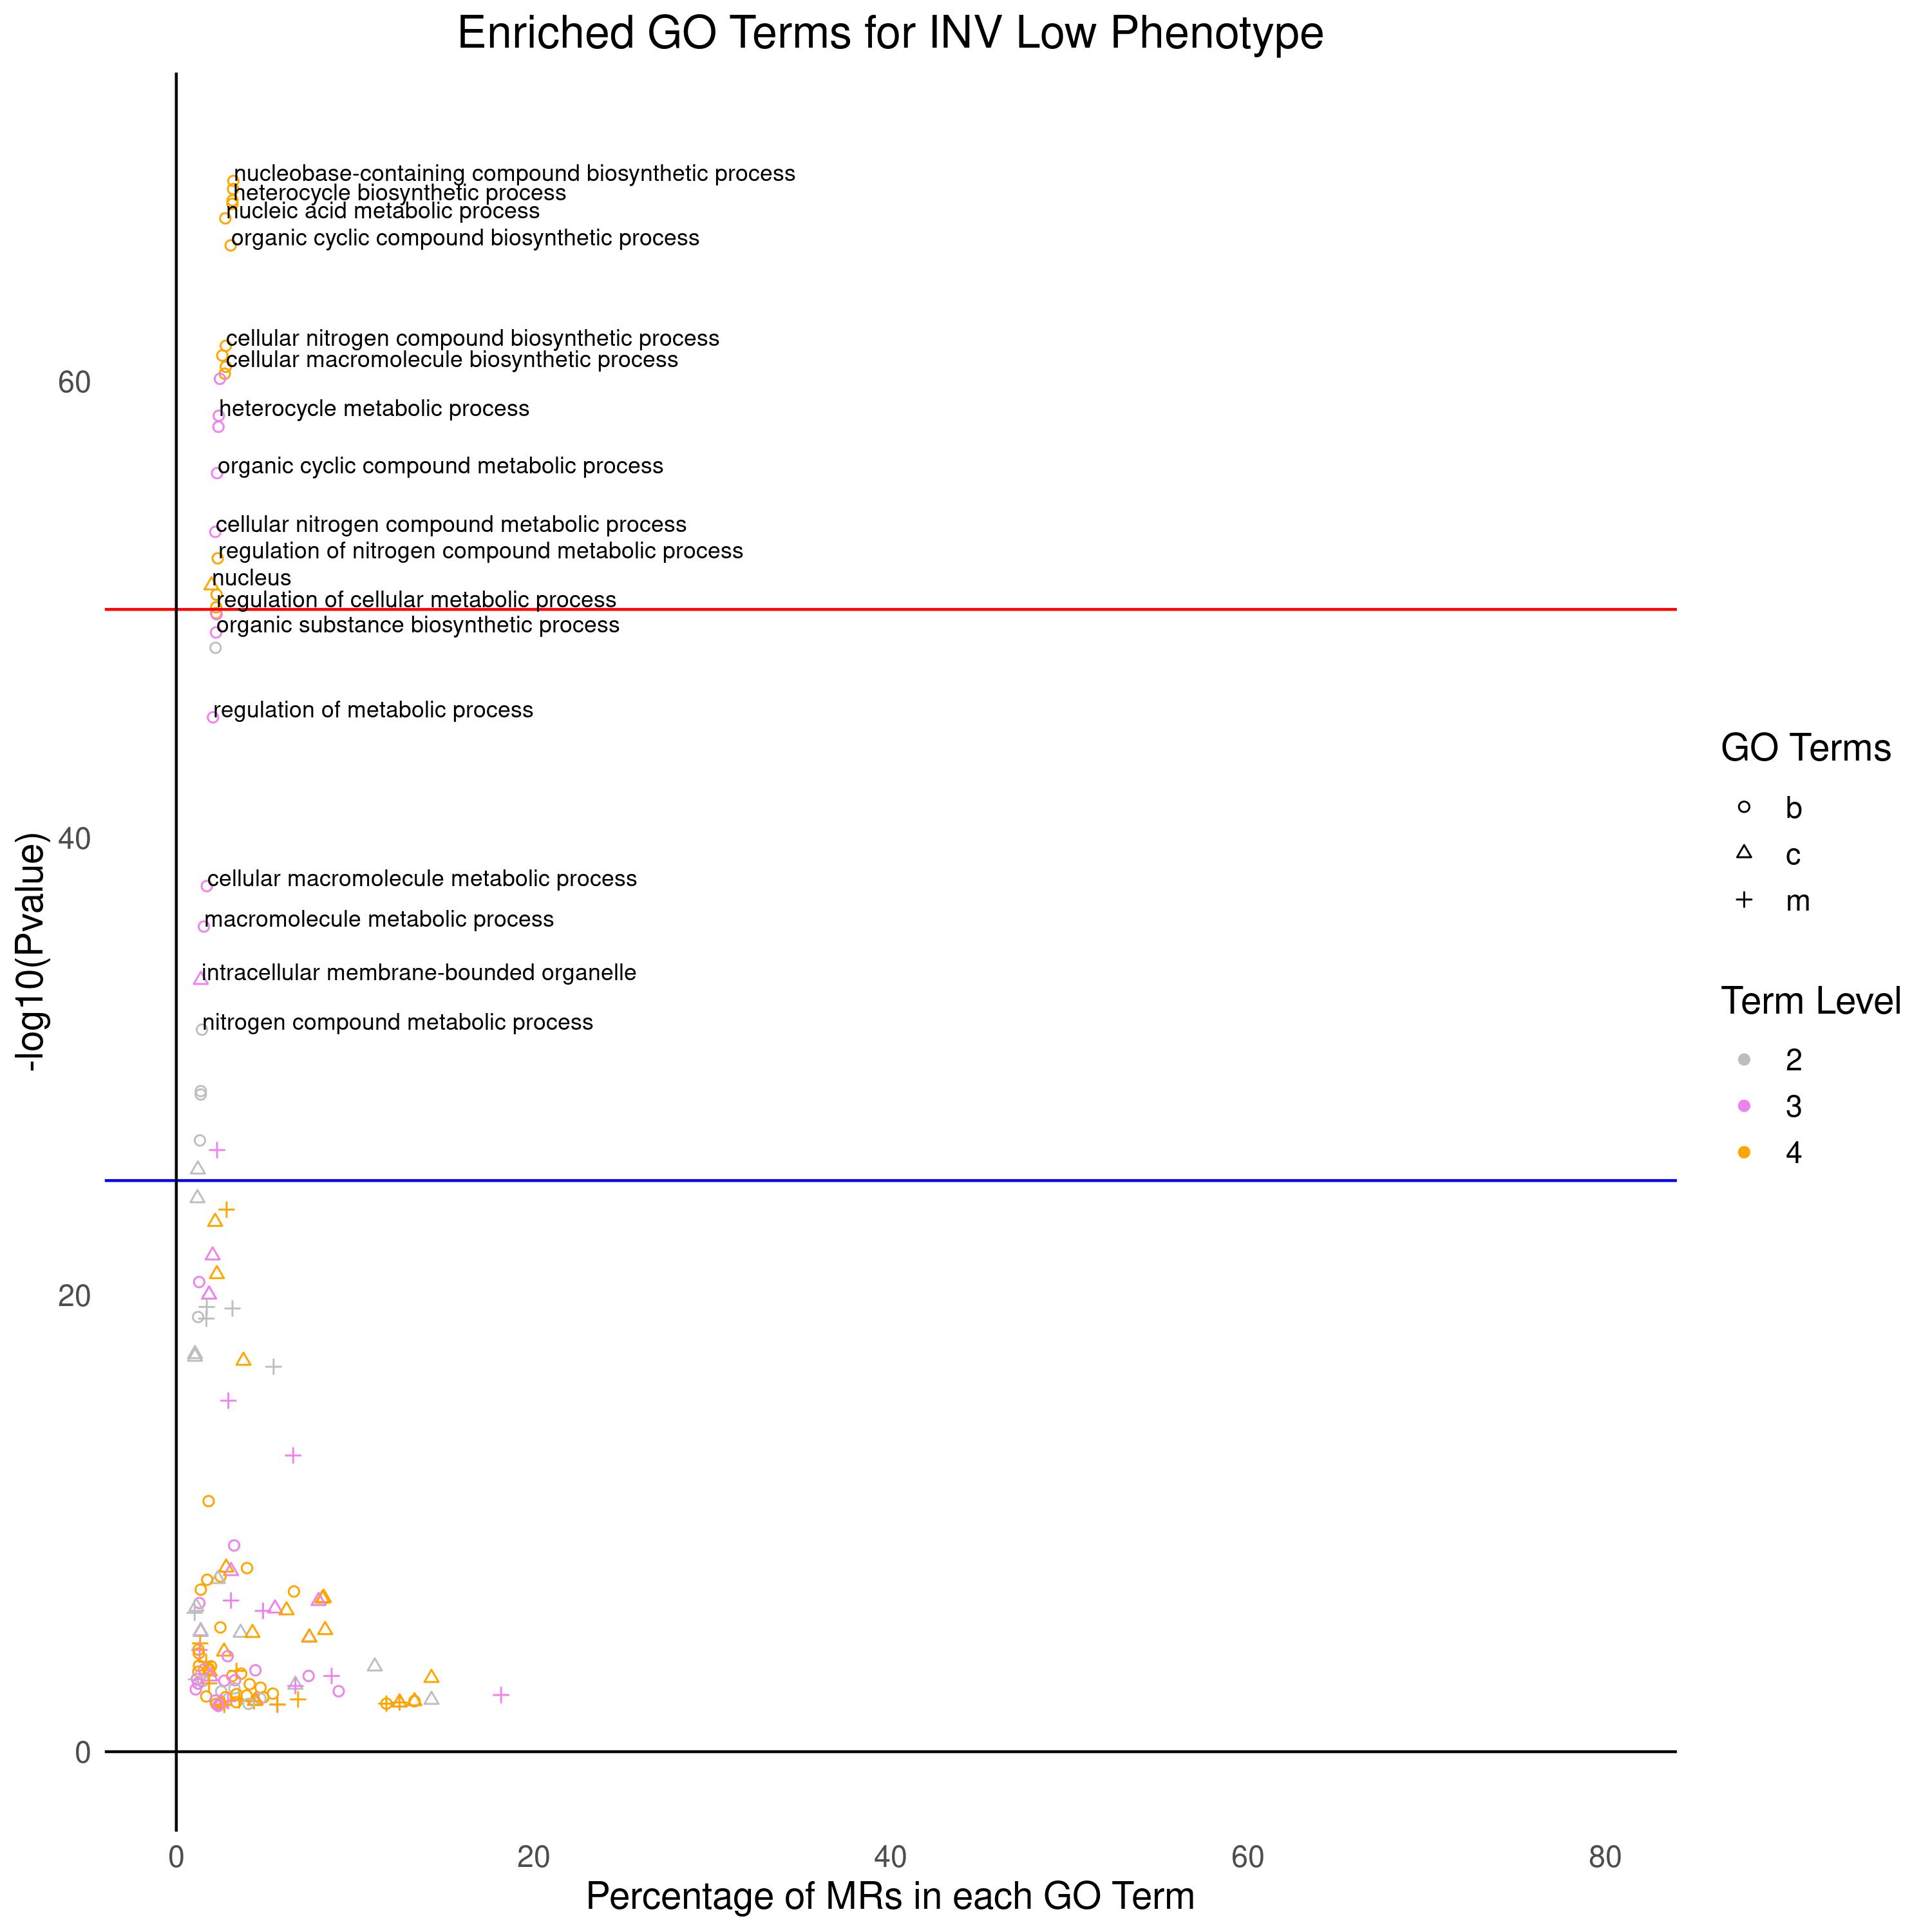 Enriched GO Terms for INV Low Phenotype
nucleobase-containing compound biosynthetic process
heterocycle biosynthetic process
nucleic acid metabolic process
organic cyclic compound biosynthetic process
cellular nitrogen compound biosynthetic process
cellular macromolecule biosynthetic process
60
heterocycle metabolic process
organic cyclic compound metabolic process
cellular nitrogen compound metabolic process
regulation of nitrogen compound metabolic process
nucleus
regulation of cellular metabolic process
organic substance biosynthetic process
regulation of metabolic process
40
cellular macromolecule metabolic process
macromolecule metabolic process
intracellular membrane-bounded organelle
nitrogen compound metabolic process
20
0
-log10(Pvalue)
0 20 40 60 80
Percentage of MRs in each GO Term
GO Terms
b
c
m
Term Level
2
3
4